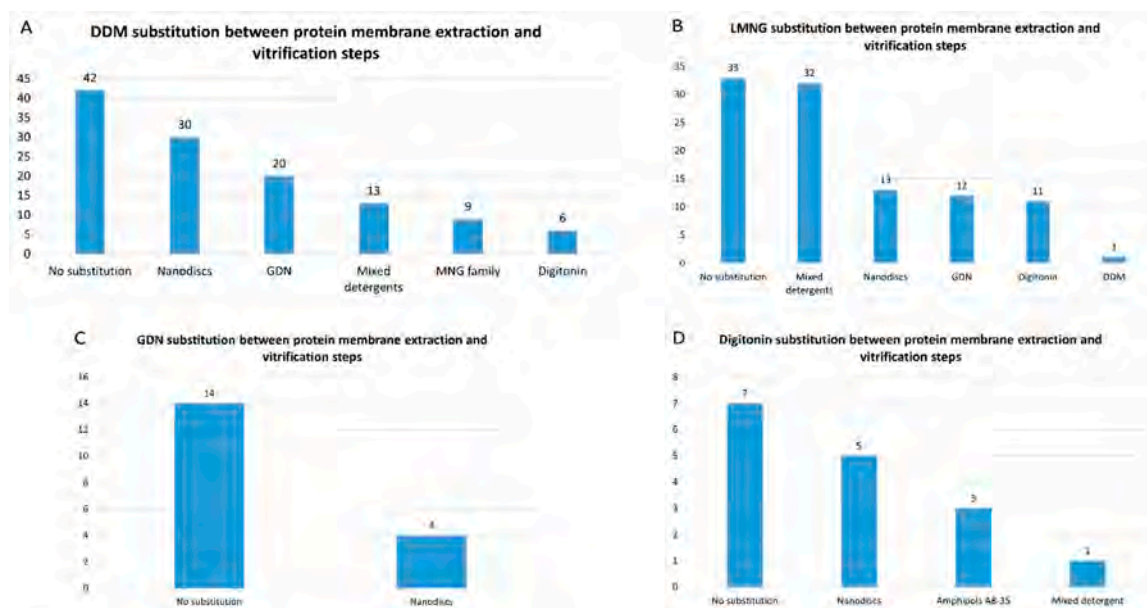 A
DDM substitution between protein membrane extraction and
vitrification steps
45
40
35
30
25
20
15
10
5
0
42
30
20
13
9
6
No substitution
Nanodiscs
GDN
Mixed
detergents
MNG family
Digitonin
B
LMNG substitution between protein membrane extraction and
vitrification steps
35
30
25
20
15
10
5
0
33
32
13
12
11
1
No substitution
Mixed
detergents
Nanodiscs
GDN
Digitonin
DDM
C
GDN substitution between protein membrane extraction and
vitrification steps
16
14
12
10
8
6
4
2
0
14
4
No substitution
Nanodiscs
D
Digitonin substitution between protein membrane extraction and
vitrification steps
8
7
6
5
4
3
2
1
0
7
5
3
1
No substitution
Nanodiscs
Amphipols A8-35
Mixed detergent